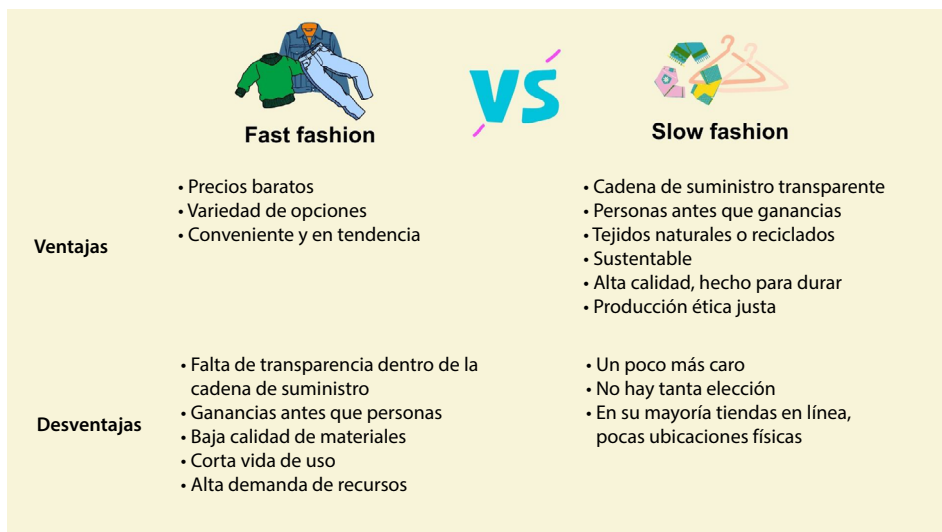 VS
Fast fashion
Slow fashion
Ventajas
• Precios baratos
• Variedad de opciones
• Conveniente y en tendencia
• Cadena de suministro transparente
• Personas antes que ganancias
• Tejidos naturales o reciclados
• Sustentable
• Alta calidad, hecho para durar
• Producción ética justa
Desventajas
• Falta de transparencia dentro de la
cadena de suministro
• Ganancias antes que personas
• Baja calidad de materiales
• Corta vida de uso
• Alta demanda de recursos
• Un poco más caro
• No hay tanta elección
• En su mayoría tiendas en línea,
pocas ubicaciones físicas